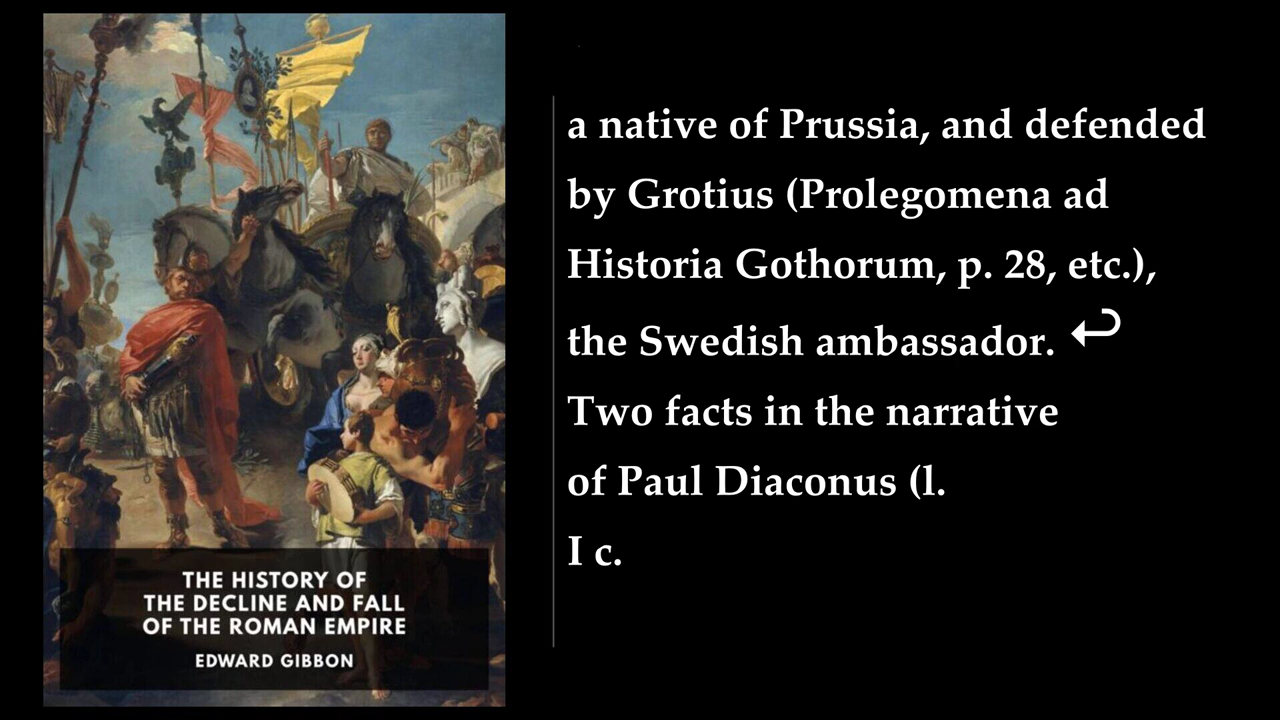 THE HISTORY OF
THE DECLINE AND FALL
OF THE ROMAN EMPIRE
EDWARD GIBBON
a native of Prussia, and defended
by Grotius (Prolegomena ad
Historia Gothorum, p. 28, etc.),
the Swedish ambassador. ↩
Two facts in the narrative
of Paul Diaconus (l.
I c.